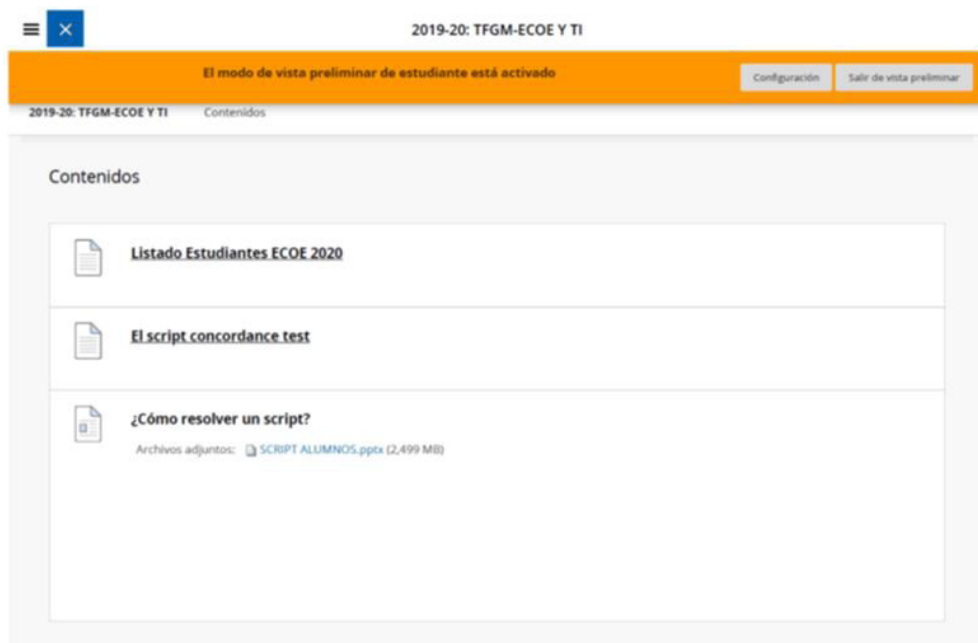 2019-20: TFGM-ECOE Y TI
El modo de vista preliminar de estudiante está activado
Configuración
Salir de vista preliminar
2019-20: TFGM-ECOE Y TI
Contenidos
Contenidos
Listado Estudiantes ECOE 2020
El script concordance test
¿Cómo resolver un script?
Archivos adjuntos: SCRIPT ALUMNOS.pptx (2,499 MB)